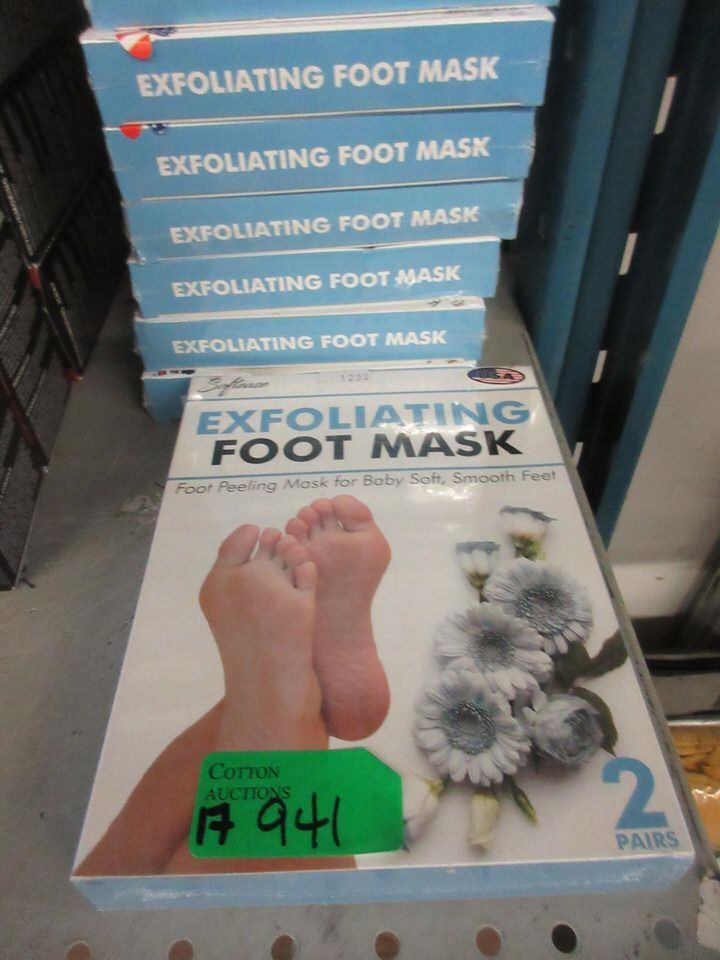 EXFOLIATING FOOT MASK
EXFOLIATING FOOT MASK
EXFOLIATING FOOT MASK
EXFOLIATING FOOT MASK
EXFOLIATING FOOT MASK
1232
EXFOLIATING
FOOT MASK
Foot Peeling Mask for Baby Soft, Smooth Feet
COTTON
AUCTIONS
17 941
2
PAIRS